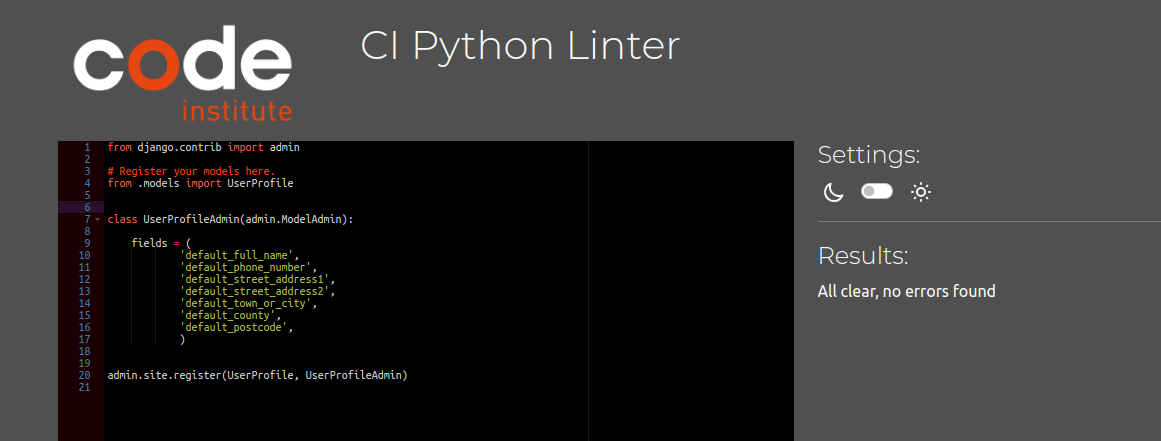 code
institute
CI Python Linter
1 from django.contrib import admin
2
3 # Register your models here.
4 from .models import UserProfile
5
6
7 class UserProfileAdmin(admin.ModelAdmin):
8
9     fields = (
10             'default_full_name',
11             'default_phone_number',
12             'default_street_address1',
13             'default_street_address2',
14             'default_town_or_city',
15             'default_county',
16             'default_postcode',
17             )
18
19
20 admin.site.register(UserProfile, UserProfileAdmin)
21
Settings:
Results:
All clear, no errors found